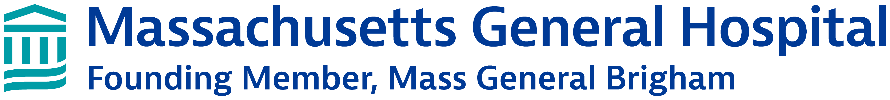 Massachusetts General Hospital
Founding Member, Mass General Brigham